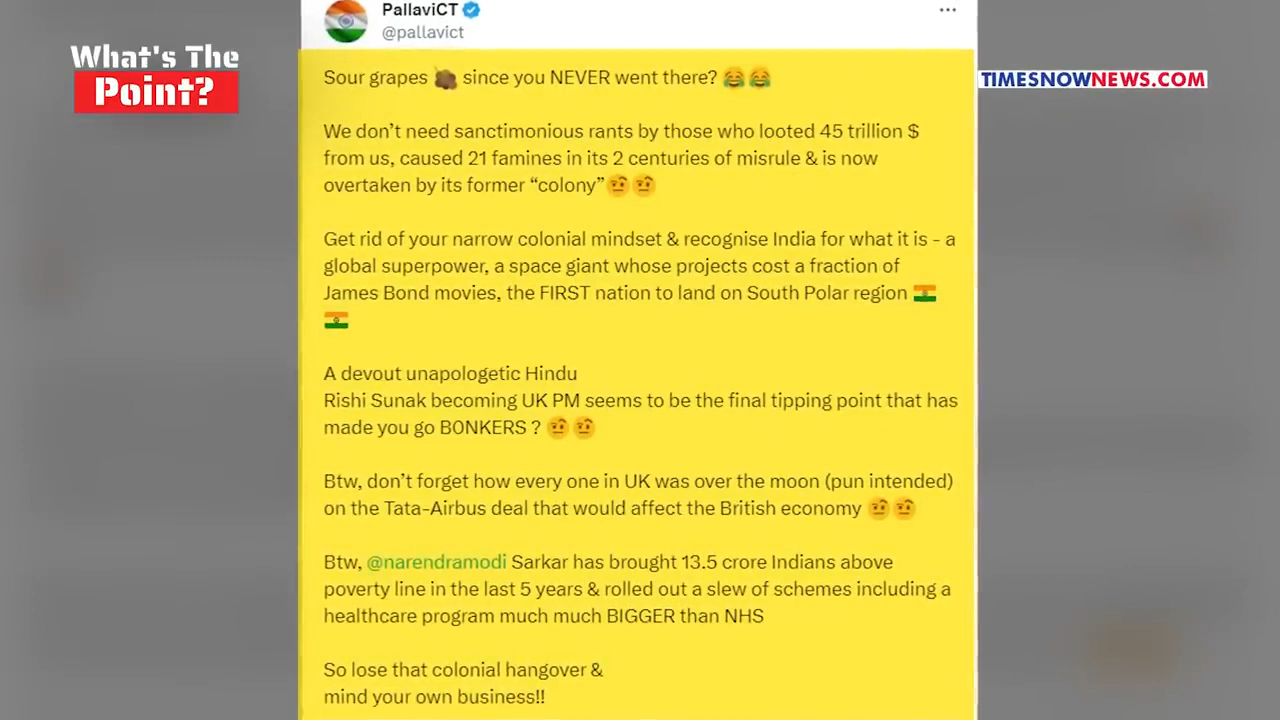 PallaviCT
@pallavict
What's The
Point?
TIMESNOWNEWS.COM
Sour grapes 🍇 since you NEVER went there? 😂😂
We don’t need sanctimonious rants by those who looted 45 trillion $
from us, caused 21 famines in its 2 centuries of misrule & is now
overtaken by its former “colony”🤨🤨
Get rid of your narrow colonial mindset & recognise India for what it is - a
global superpower, a space giant whose projects cost a fraction of
James Bond movies, the FIRST nation to land on South Polar region 🇮🇳
🇮🇳
A devout unapologetic Hindu
Rishi Sunak becoming UK PM seems to be the final tipping point that has
made you go B0NKERS ? 🤨🤨
Btw, don’t forget how every one in UK was over the moon (pun intended)
on the Tata-Airbus deal that would affect the British economy 🤨🤨
Btw, @narendramodi Sarkar has brought 13.5 crore Indians above
poverty line in the last 5 years & rolled out a slew of schemes including a
healthcare program much much BIGGER than NHS
So lose that colonial hangover &
mind your own business!!